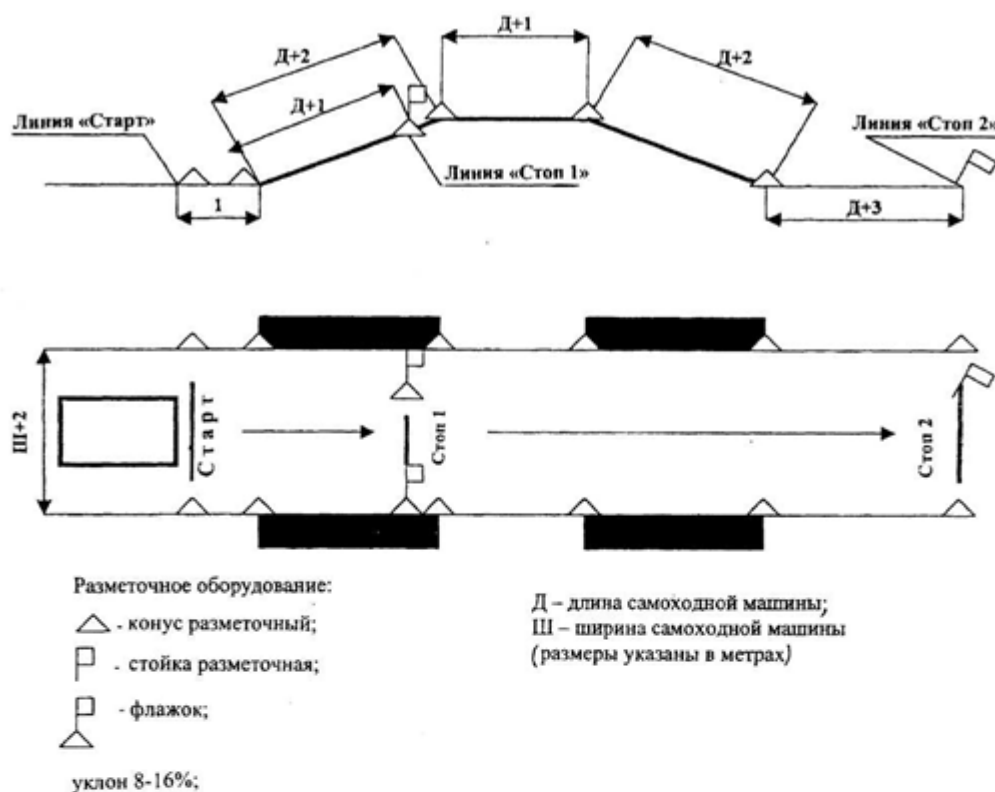 Д+1
Д+2
Д+2
Д+1
Линия «Старт»
Линия «Стоп 2»
Линия «Стоп 1»
1
Д+3
Ш+2
Старт
Стоп 1
Стоп 2
Разметочное оборудование:
- конус разметочный;
- стойка разметочная;
- флажок;
уклон 8-16%;
Д – длина самоходной машины;
Ш – ширина самоходной машины
(размеры указаны в метрах)